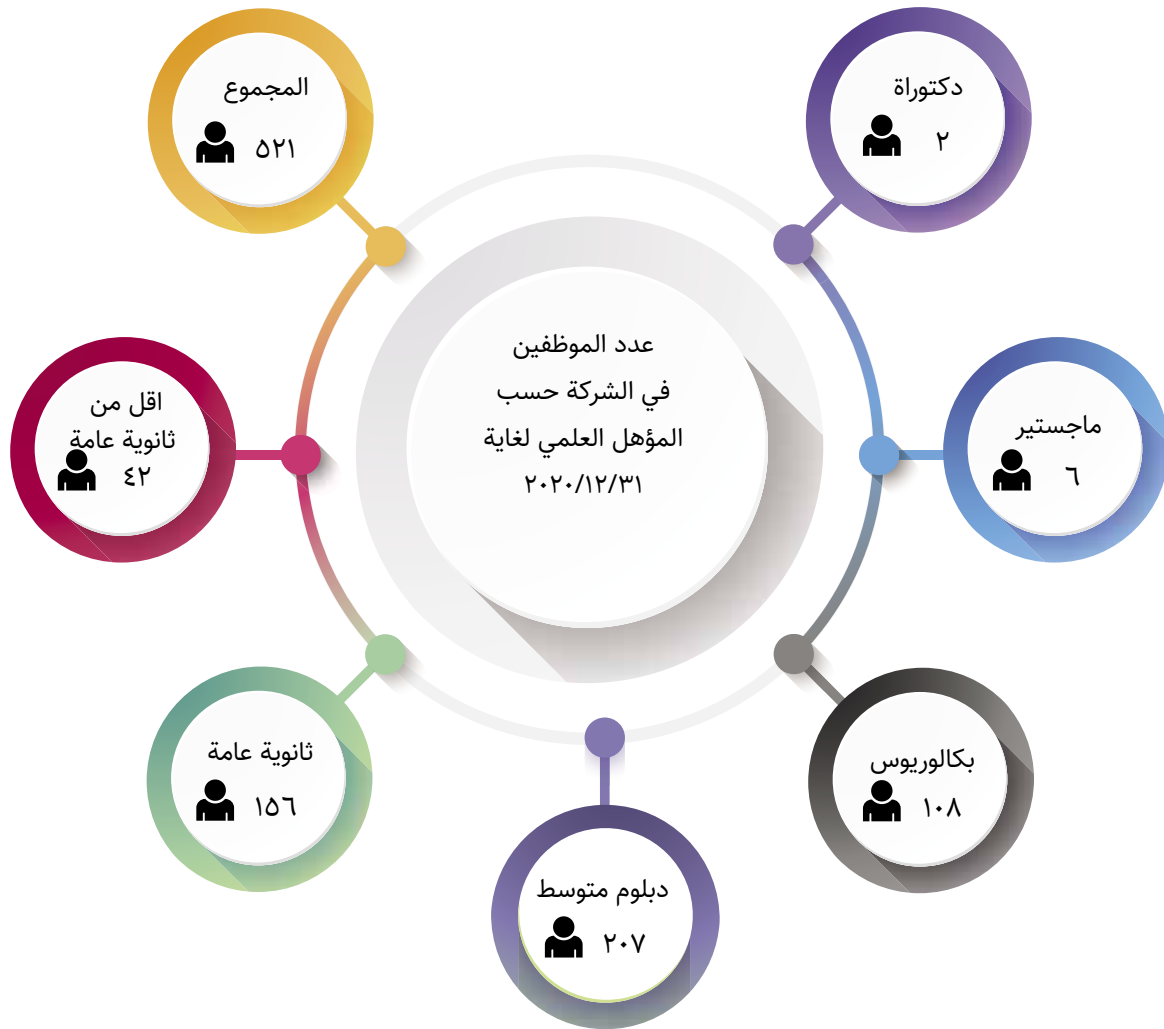 عدد الموظفين
في الشركة حسب
المؤهل العلمي لغاية
٢٠٢٠/١٢/٣١
دكتوراة
٢
ماجستير
٦
بكالوريوس
١٠٨
دبلوم متوسط
٢٠٧
ثانوية عامة
١٥٦
اقل من
ثانوية عامة
٤٢
المجموع
٥٢١